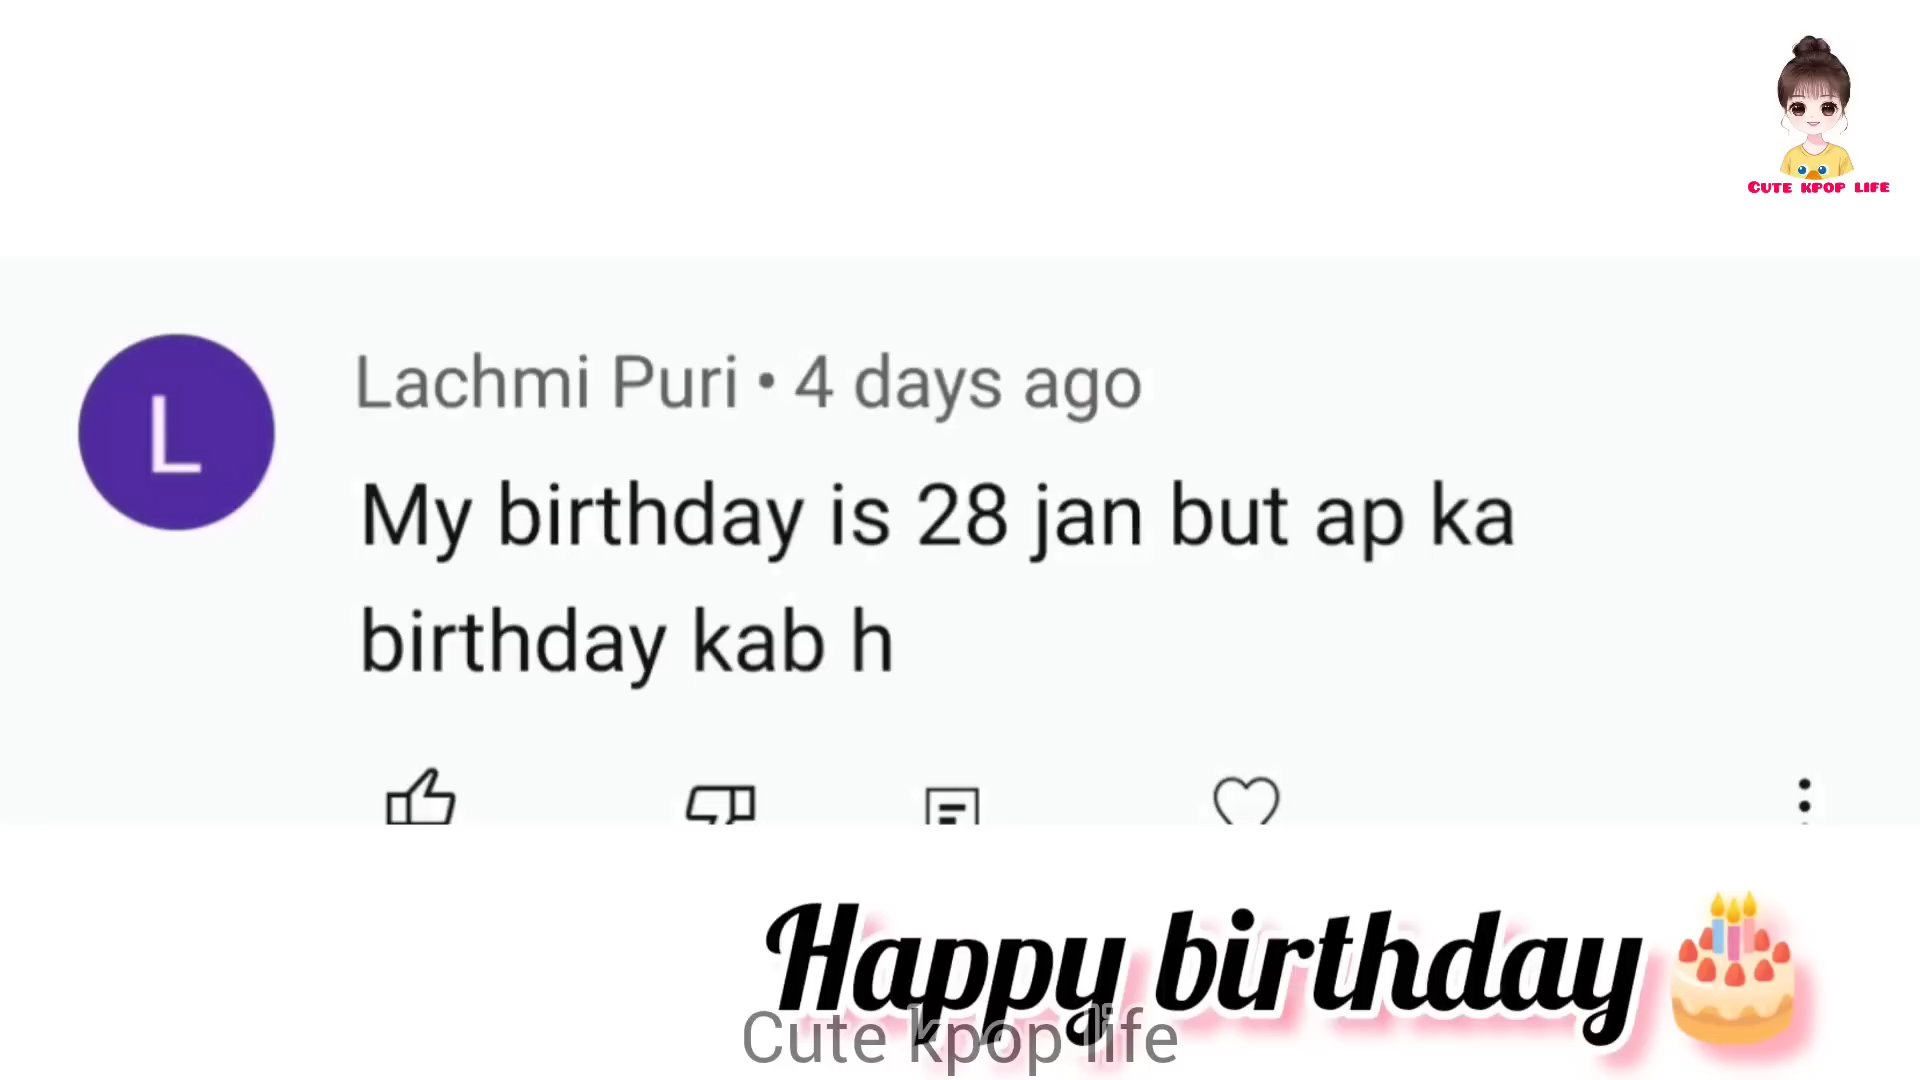 CUTE KPOP LIFE
L
Lachmi Puri • 4 days ago
My birthday is 28 jan but ap ka
birthday kab h
Happy birthday🎂
Cute kpop life